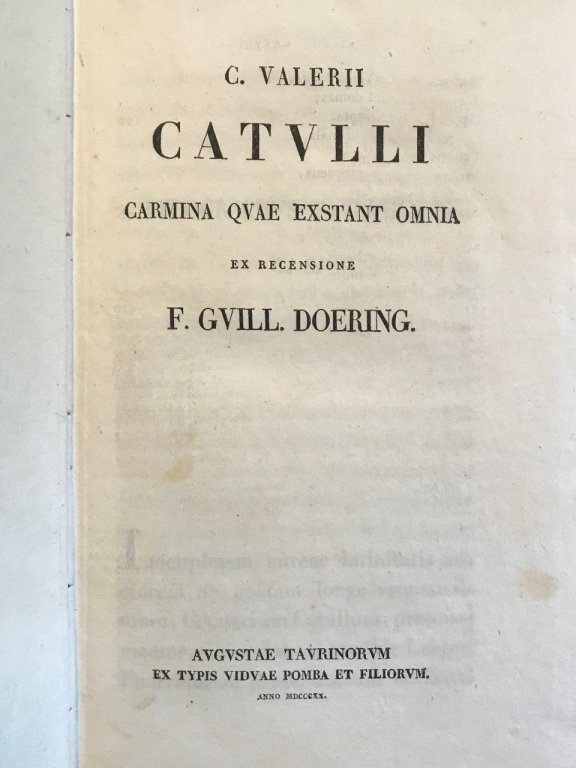 C. VALERII
CATVLLI
CARMINA QVAE EXSTANT OMNIA
EX RECENSIONE
F. GVILL. DOERING.
AVGVSTAE TAVRINORVM
EX TYPIS VIDVAE POMBA ET FILIORVM.
ANNO MDCCCXX.